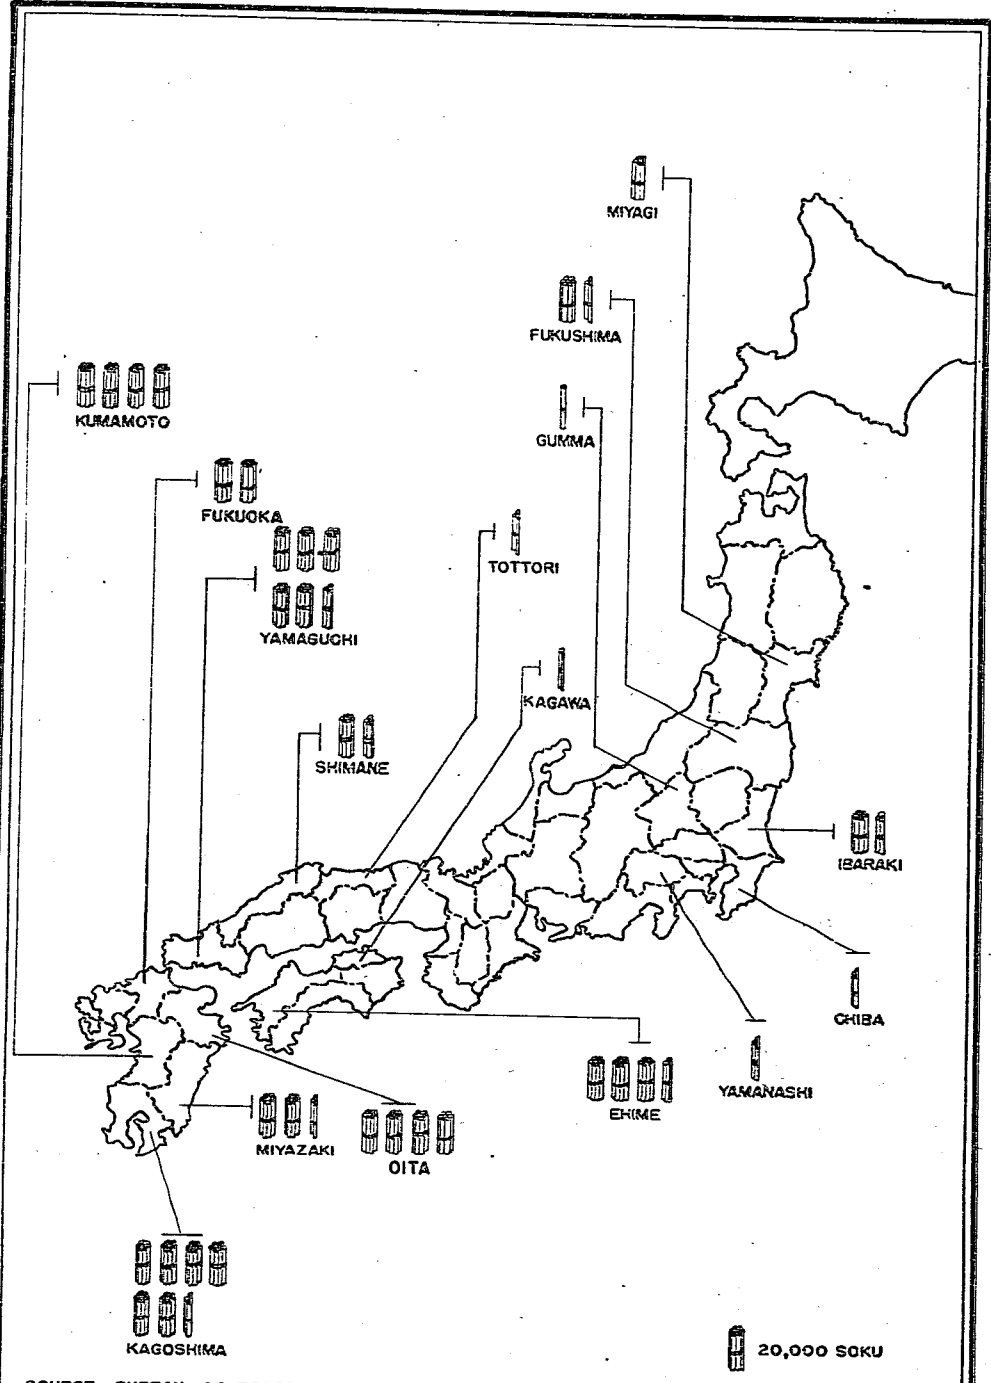 MIYAGI
FUKUSHIMA
KUMAMOTO
GUMMA
FUKUOKA
TOTTORI
YAMAGUCHI
KAGAWA
SHIMANE
IBARAKI
CHIBA
YAMANASHI
EHIME
MIYAZAKI
OITA
KAGOSHIMA
20,000 SOKU